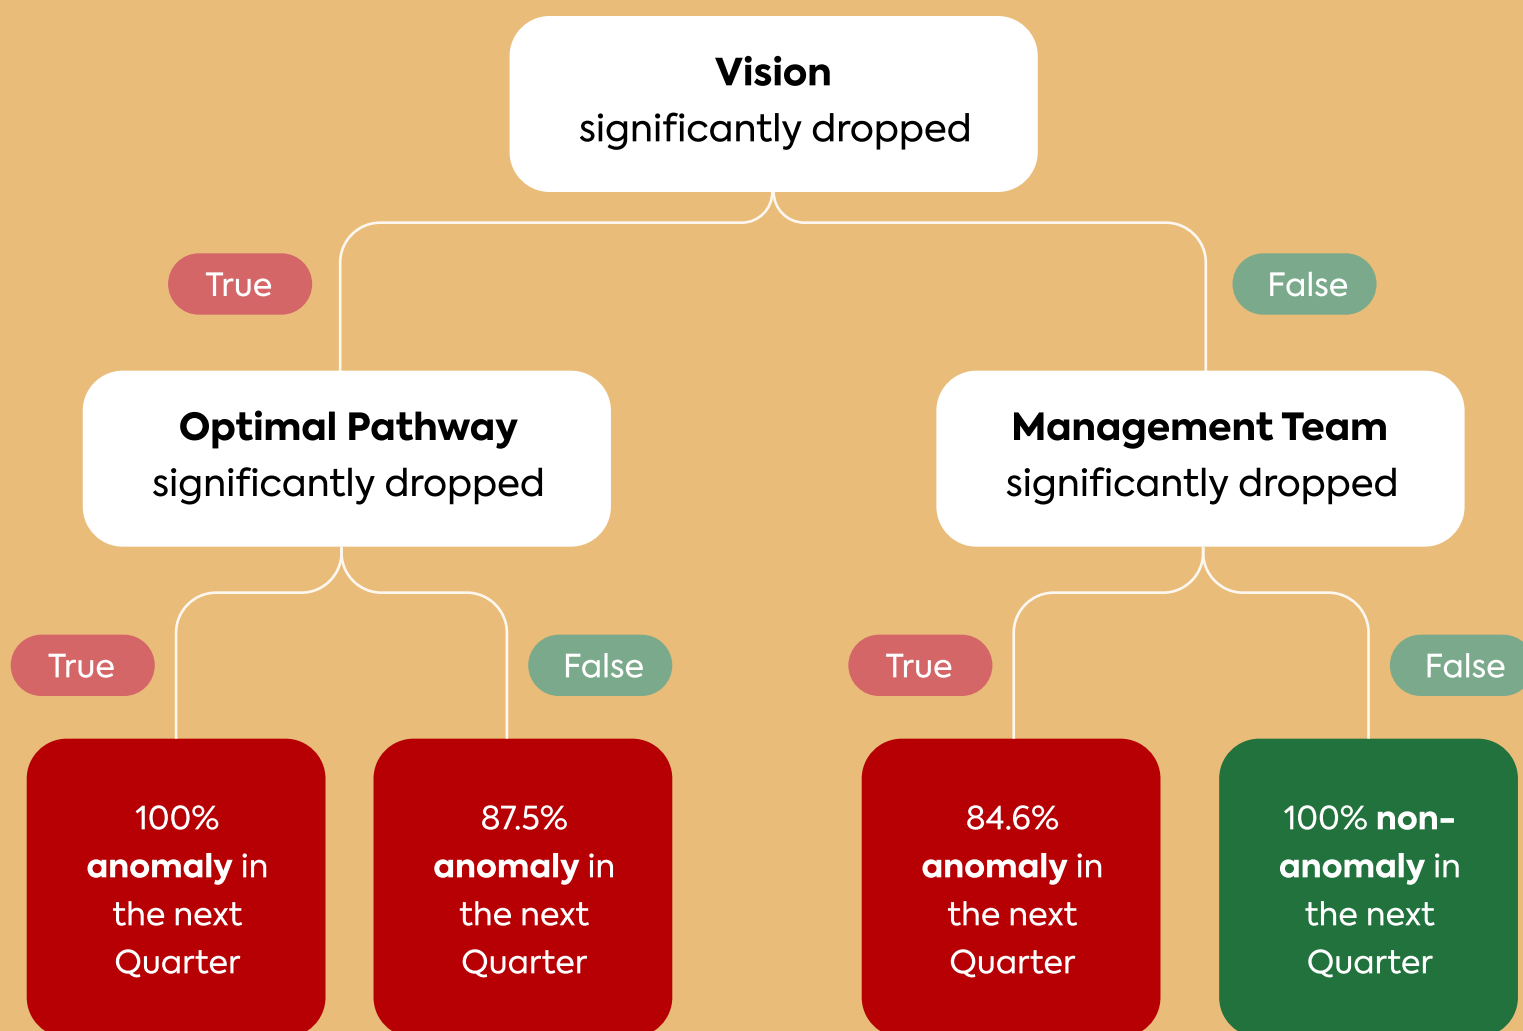 Vision
significantly dropped
True
False
Optimal Pathway
significantly dropped
Management Team
significantly dropped
True
False
True
False
100%
anomaly in
the next
Quarter
87.5%
anomaly in
the next
Quarter
84.6%
anomaly in
the next
Quarter
100% non-
anomaly in
the next
Quarter